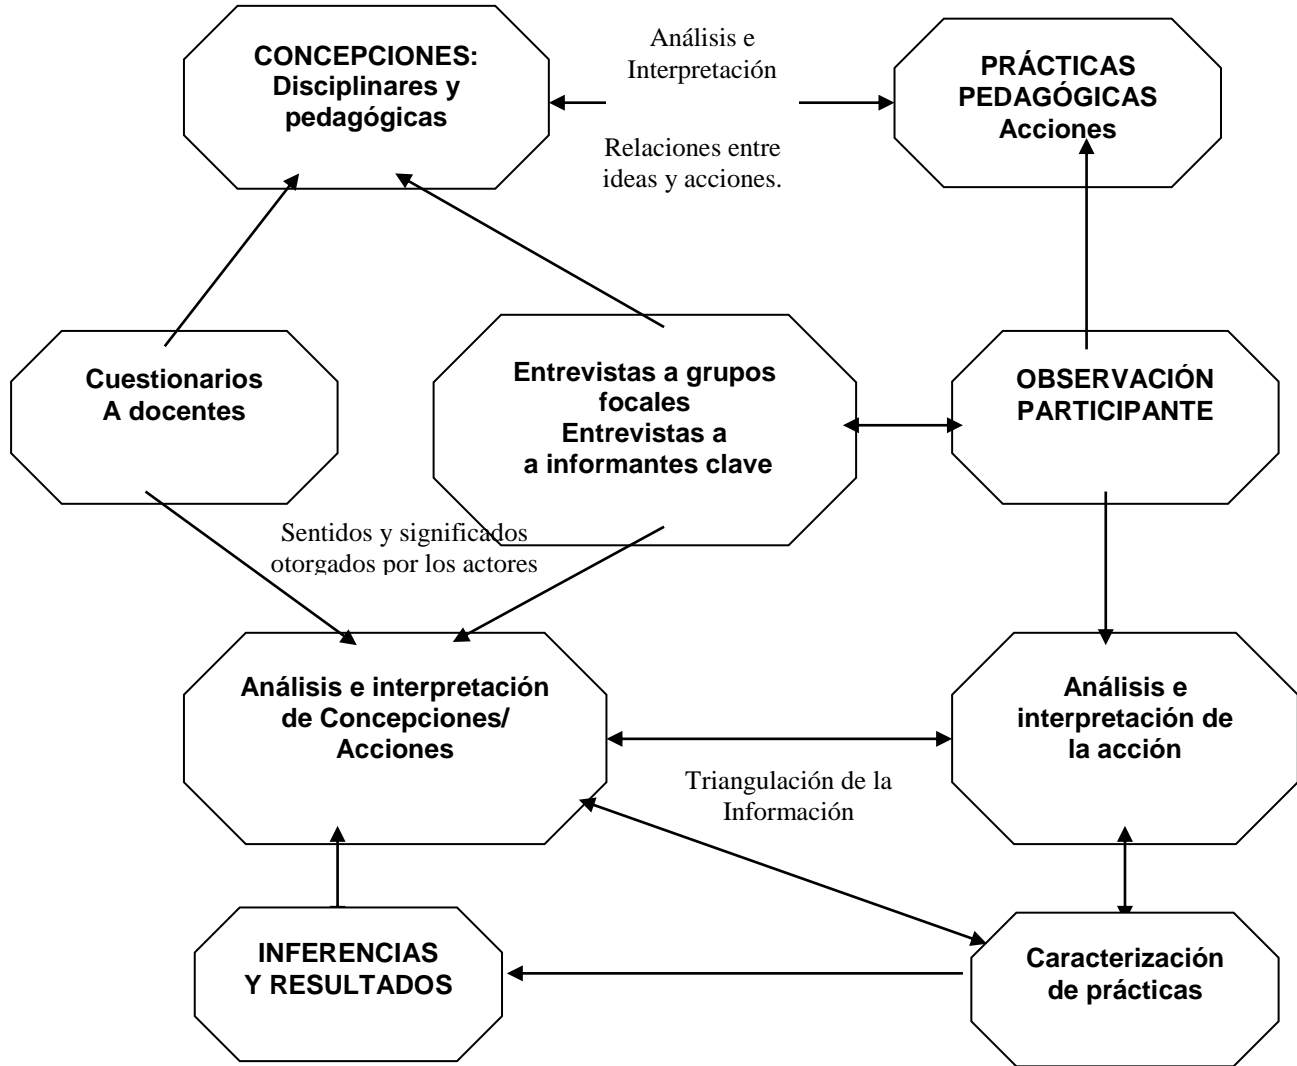 CONCEPCIONES:
Disciplinares y
pedagógicas
Análisis e
Interpretación
Relaciones entre
ideas y acciones.
PRÁCTICAS
PEDAGÓGICAS
Acciones
Cuestionarios
A docentes
Entrevistas a grupos
focales
Entrevistas a
a informantes clave
OBSERVACIÓN
PARTICIPANTE
Sentidos y significados
otorgados por los actores
Análisis e interpretación
de Concepciones/
Acciones
Triangulación de la
Información
Análisis e
interpretación de
la acción
INFERENCIAS
Y RESULTADOS
Caracterización
de prácticas